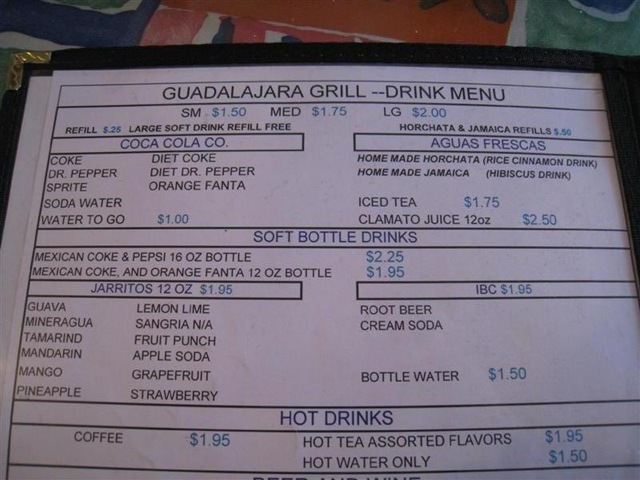 GUADALAJARA GRILL --DRINK MENU
SM $1.50 MED $1.75 LG $2.00
REFILL $.25 LARGE SOFT DRINK REFILL FREE HORCHATA & JAMAICA REFILLS $.50
COCA COLA CO. AGUAS FRESCAS
COKE DIET COKE HOME MADE HORCHATA (RICE CINNAMON DRINK)
DR. PEPPER DIET DR. PEPPER HOME MADE JAMAICA (HIBISCUS DRINK)
SPRITE ORANGE FANTA
SODA WATER ICED TEA $1.75
WATER TO GO $1.00 CLAMATO JUICE 12oz $2.50
SOFT BOTTLE DRINKS
MEXICAN COKE & PEPSI 16 OZ BOTTLE $2.25
MEXICAN COKE, AND ORANGE FANTA 12 OZ BOTTLE $1.95
JARRITOS 12 OZ $1.95 IBC $1.95
GUAVA LEMON LIME ROOT BEER
MINERAGUA SANGRIA N/A CREAM SODA
TAMARIND FRUIT PUNCH
MANDARIN APPLE SODA
MANGO GRAPEFRUIT BOTTLE WATER $1.50
PINEAPPLE STRAWBERRY
HOT DRINKS
COFFEE $1.95 HOT TEA ASSORTED FLAVORS $1.95
HOT WATER ONLY $1.50
BEER AND WINE